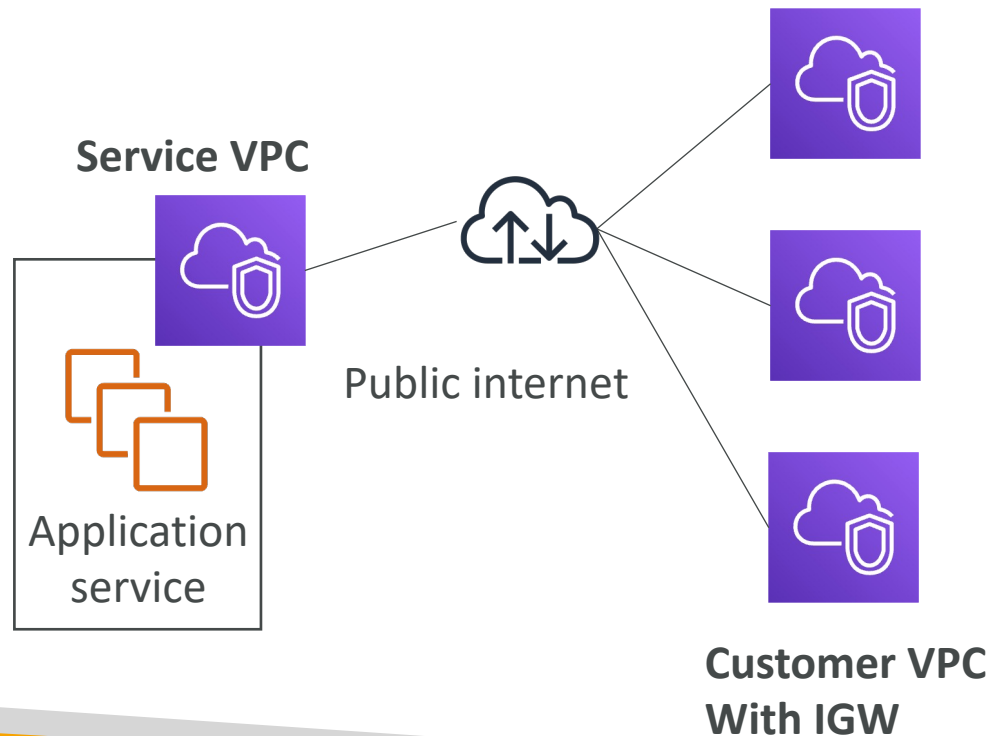 Service VPC
Public internet
Application
service
Customer VPC
With IGW